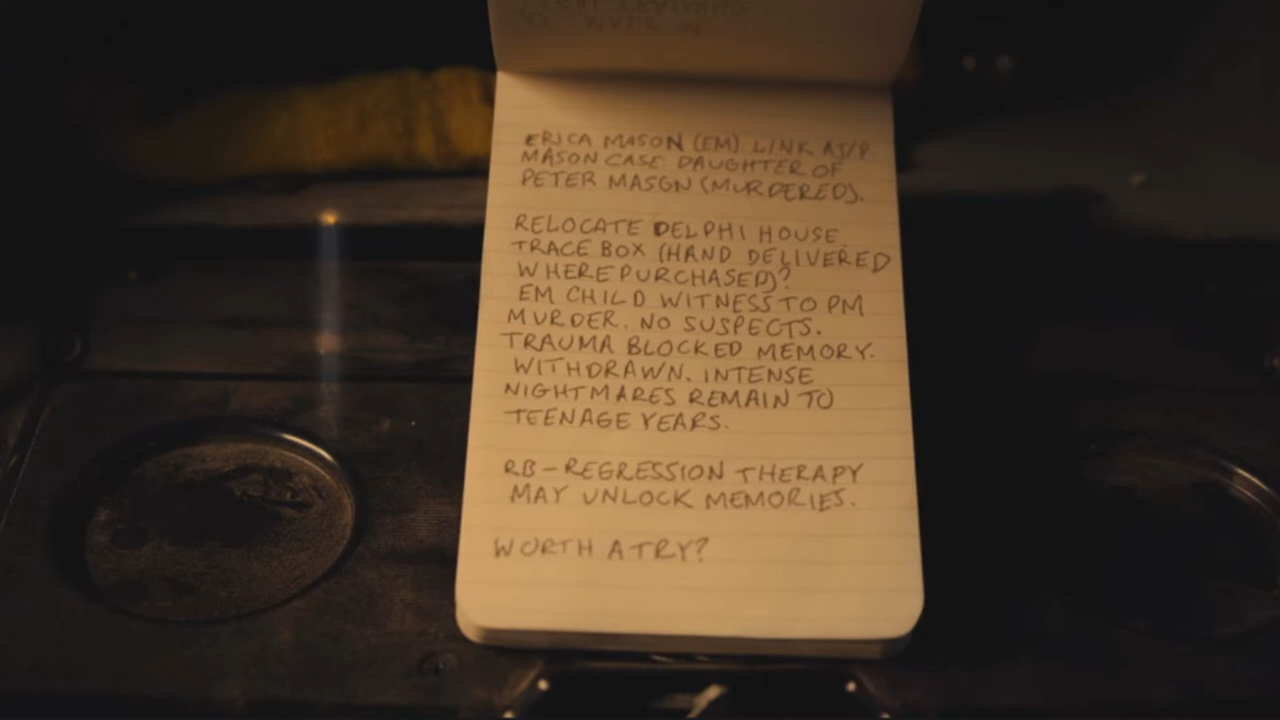 ERICA MASON (EM). LINK AJ/P.
MASON CASE. DAUGHTER OF
PETER MASON (MURDERED).
RELOCATE DELPHI HOUSE.
TRACE BOX (HAND DELIVERED
WHERE PURCHASED)?
EM CHILD WITNESS TO PM
MURDER. NO SUSPECTS.
TRAUMA BLOCKED MEMORY.
WITHDRAWN. INTENSE
NIGHTMARES REMAIN TO
TEENAGE YEARS.
RB - REGRESSION THERAPY
MAY UNLOCK MEMORIES.
WORTH A TRY?